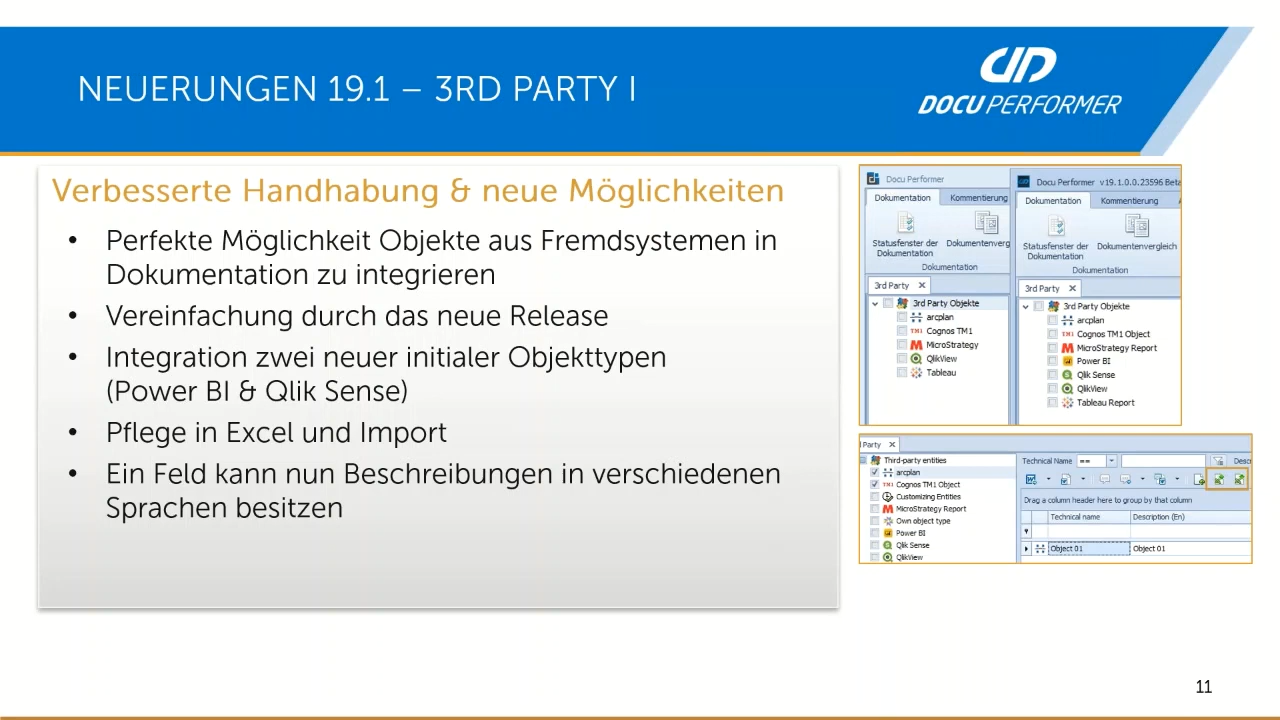 NEUERUNGEN 19.1 – 3RD PARTY I
DOCU PERFORMER
Verbesserte Handhabung & neue Möglichkeiten
• Perfekte Möglichkeit Objekte aus Fremdsystemen in
Dokumentation zu integrieren
• Vereinfachung durch das neue Release
• Integration zwei neuer initialer Objekttypen
(Power BI & Qlik Sense)
• Pflege in Excel und Import
• Ein Feld kann nun Beschreibungen in verschiedenen
Sprachen besitzen
Docu Performer
Dokumentation Kommentierung
Statusfenster der Dokumentenverg
Dokumentation
Dokumentation
3rd Party
3rd Party Objekte
arcplan
TM1 Cognos TM1
MicroStrategy
QlikView
Tableau
Docu Performer v19.1.0.0.23596 Beta
Dokumentation Kommentierung
Statusfenster der Dokumentenvergleich
Dokumentation
Dokumentation
3rd Party
3rd Party Objekte
arcplan
TM1 Cognos TM1 Object
MicroStrategy Report
Power BI
Qlik Sense
QlikView
Tableau Report
Party
Third-party entities
arcplan
TM1 Cognos TM1 Object
Customizing Entities
MicroStrategy Report
Own object type
Power BI
Qlik Sense
QlikView
Technical Name == Descr
Drag a column header here to group by that column
Technical name Description (En)
Object 01 Object 01
11